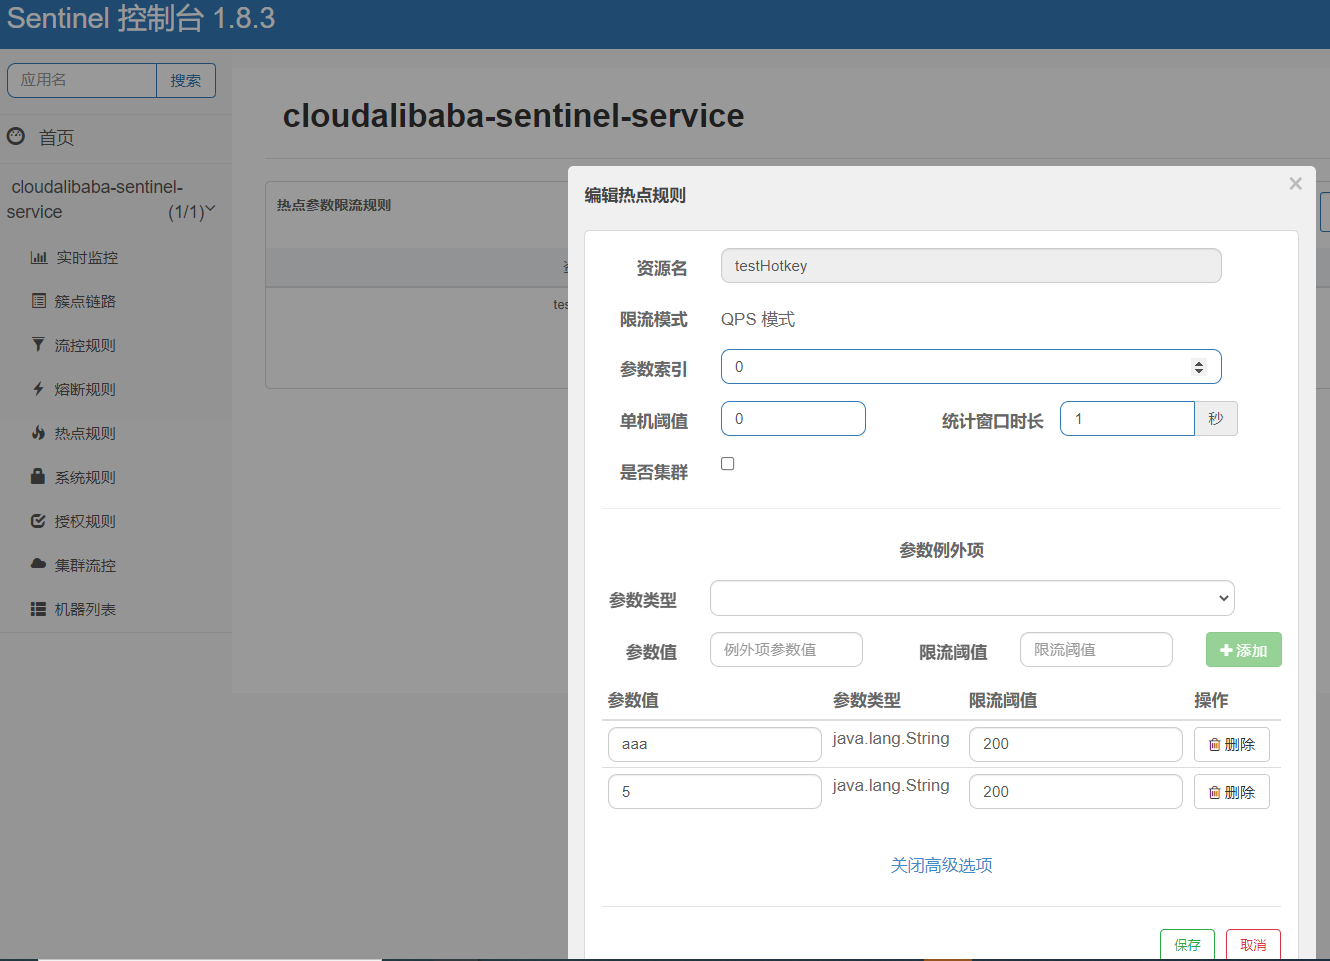 Sentinel 控制台 1.8.3
应用名
搜索
首页
cloudalibaba-sentinel-
service (1/1)
实时监控
簇点链路
流控规则
熔断规则
热点规则
系统规则
授权规则
集群流控
机器列表
cloudalibaba-sentinel-service
热点参数限流规则
tes
编辑热点规则
×
资源名 testHotkey
限流模式 QPS 模式
参数索引 0
单机阈值 0 统计窗口时长 1 秒
是否集群
参数例外项
参数类型
参数值 例外项参数值 限流阈值 限流阈值 添加
参数值 参数类型 限流阈值 操作
aaa java.lang.String 200 删除
5 java.lang.String 200 删除
关闭高级选项
保存 取消